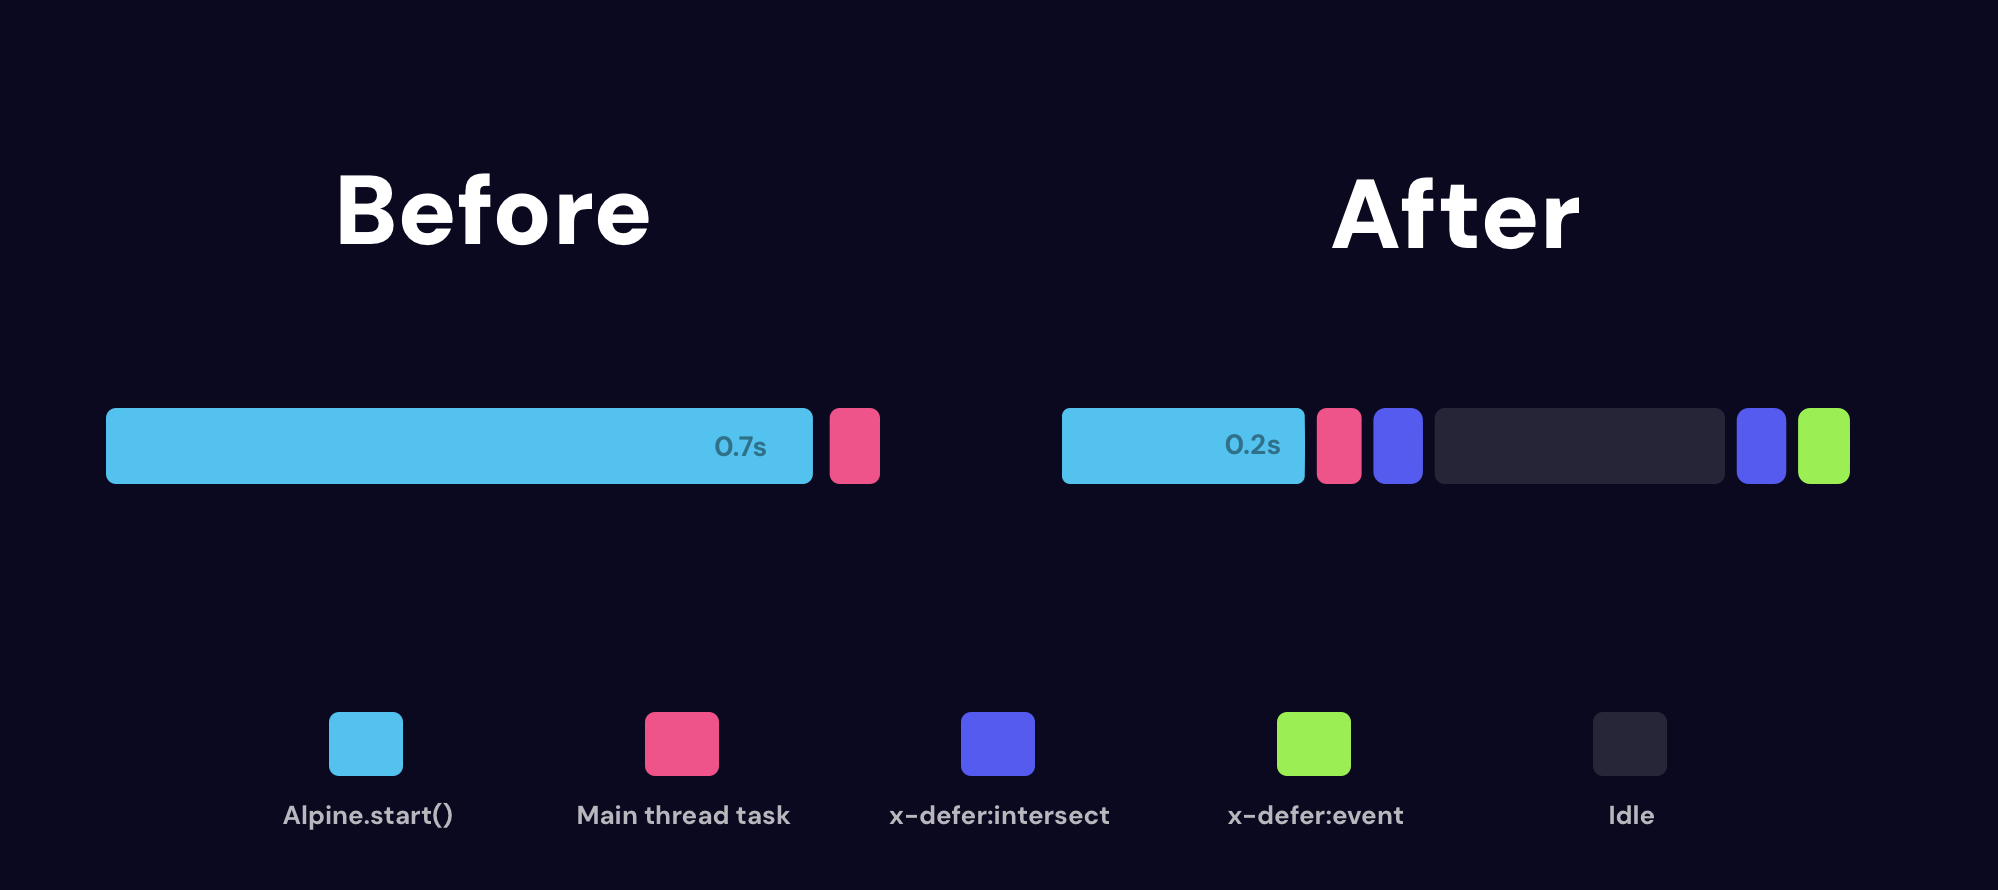 Before
After
0.7s
0.2s
Alpine.start()
Main thread task
x-defer:intersect
x-defer:event
Idle